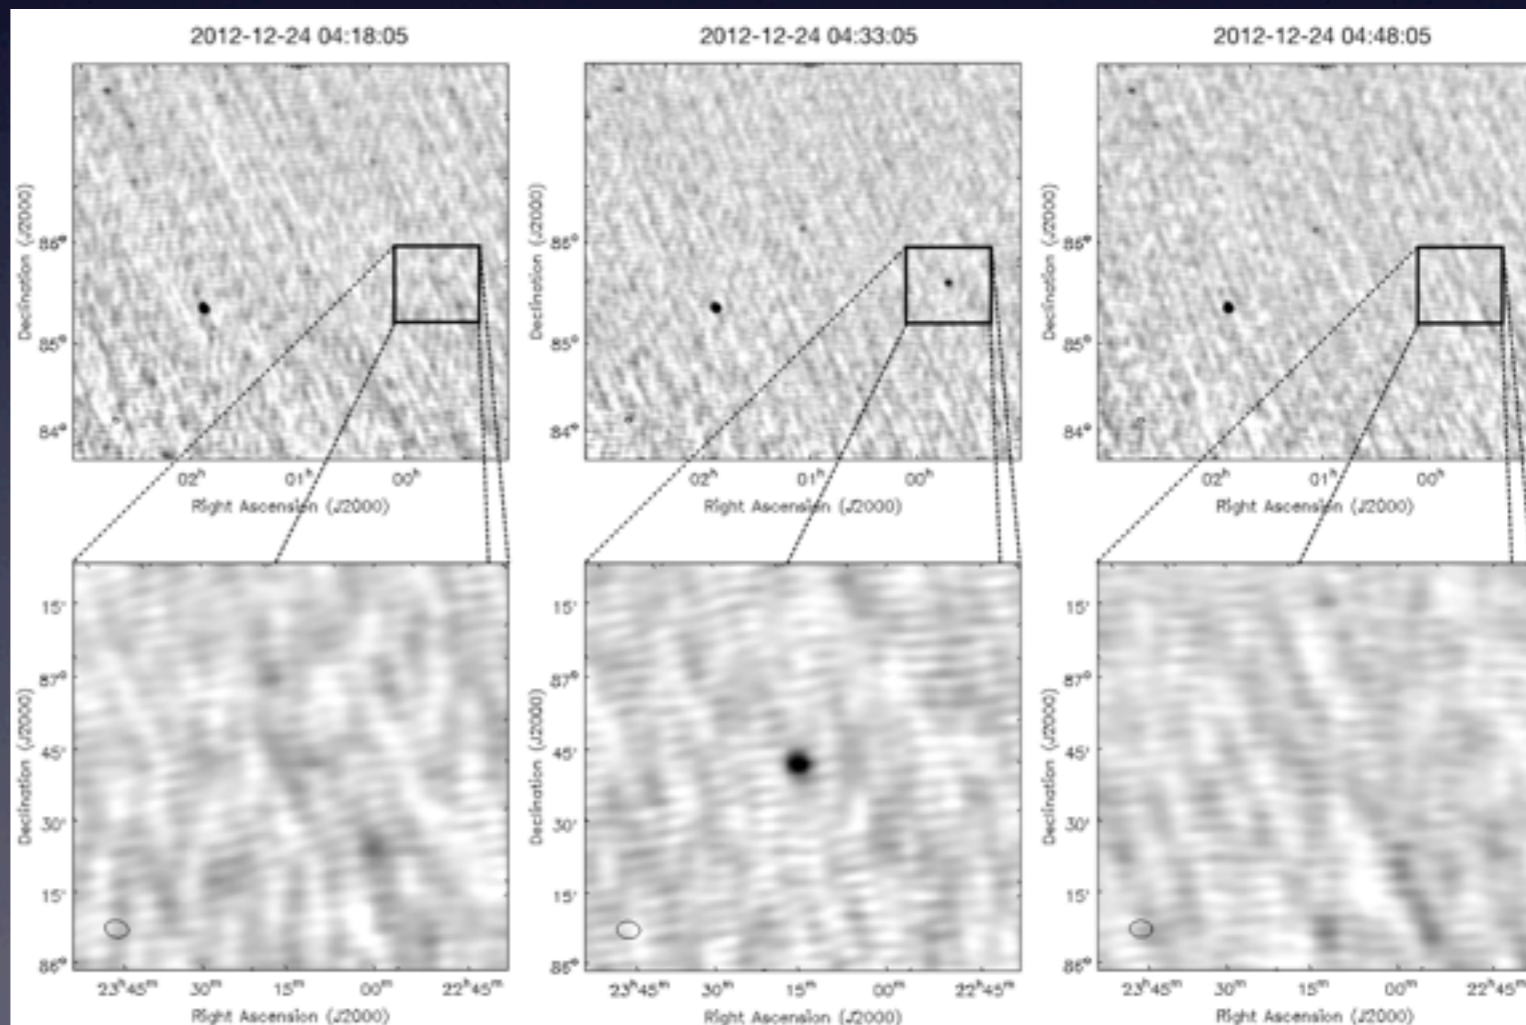 2012-12-24 04:18:05
2012-12-24 04:33:05
2012-12-24 04:48:05
Declination (J2000)
86°
85°
84°
02ʰ 01ʰ 00ʰ
Right Ascension (J2000)
Declination (J2000)
86°
85°
84°
02ʰ 01ʰ 00ʰ
Right Ascension (J2000)
Declination (J2000)
86°
85°
84°
02ʰ 01ʰ 00ʰ
Right Ascension (J2000)
Declination (J2000)
15'
87°
45'
30'
15'
86°
23ʰ45ᵐ 30ᵐ 15ᵐ 00ᵐ 22ʰ45ᵐ
Right Ascension (J2000)
Declination (J2000)
15'
87°
45'
30'
15'
86°
23ʰ45ᵐ 30ᵐ 15ᵐ 00ᵐ 22ʰ45ᵐ
Right Ascension (J2000)
Declination (J2000)
15'
87°
45'
30'
15'
86°
23ʰ45ᵐ 30ᵐ 15ᵐ 00ᵐ 22ʰ45ᵐ
Right Ascension (J2000)